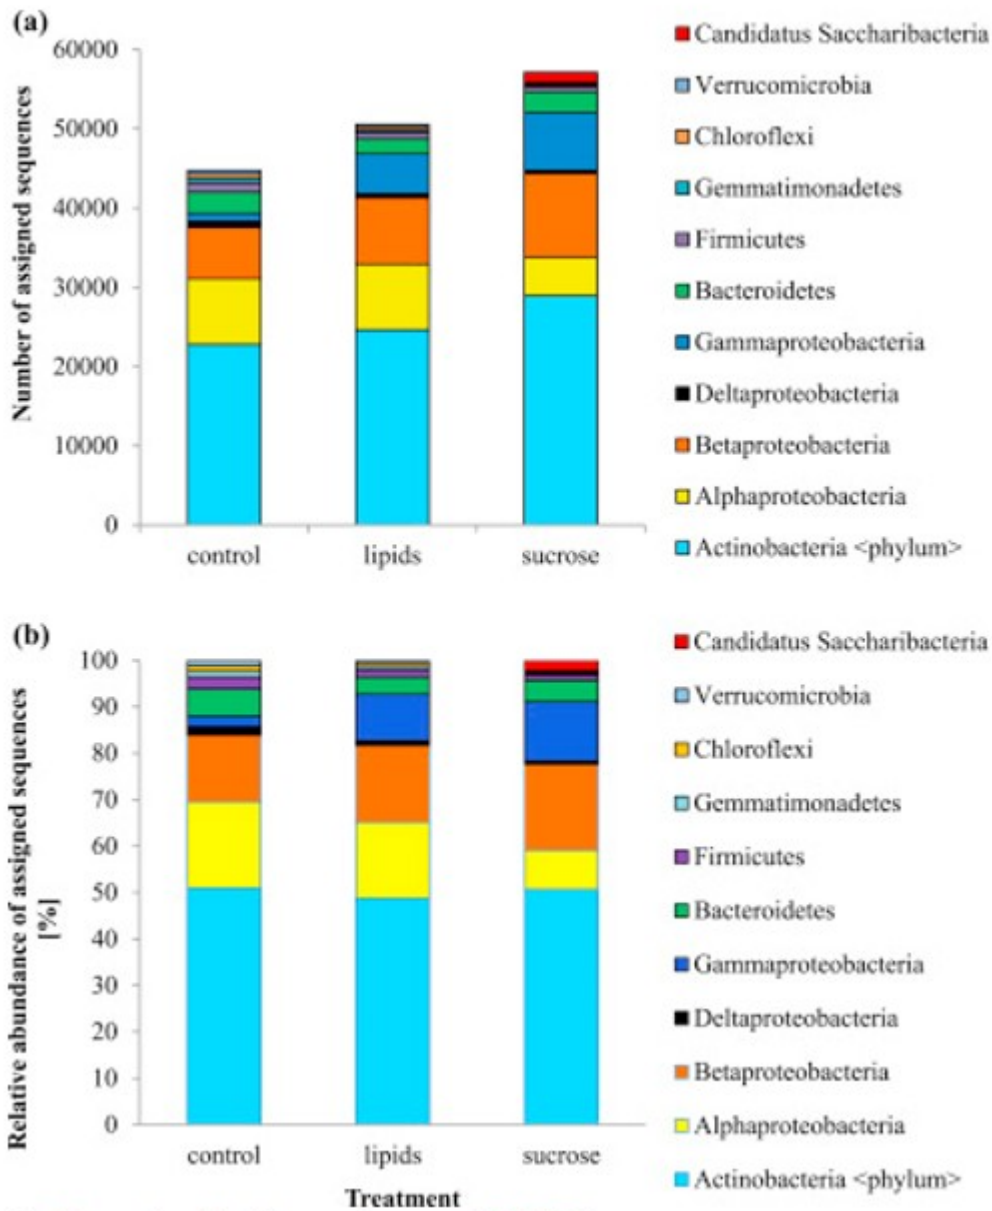 (a)
Number of assigned sequences
60000
50000
40000
30000
20000
10000
0
control
lipids
sucrose
Candidatus Saccharibacteria
Verrucomicrobia
Chloroflexi
Gemmatimonadetes
Firmicutes
Bacteroidetes
Gammaproteobacteria
Deltaproteobacteria
Betaproteobacteria
Alphaproteobacteria
Actinobacteria <phylum>
(b)
Relative abundance of assigned sequences
[%]
100
90
80
70
60
50
40
30
20
10
0
control
lipids
sucrose
Treatment
Candidatus Saccharibacteria
Verrucomicrobia
Chloroflexi
Gemmatimonadetes
Firmicutes
Bacteroidetes
Gammaproteobacteria
Deltaproteobacteria
Betaproteobacteria
Alphaproteobacteria
Actinobacteria <phylum>